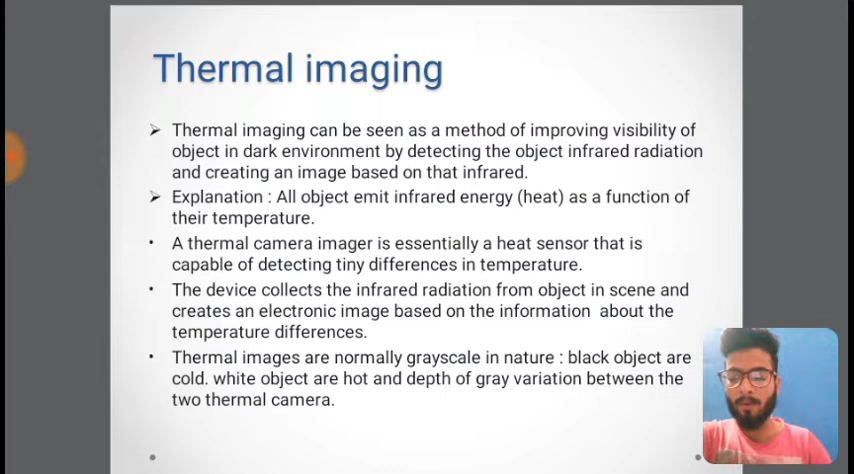 Thermal imaging
➢ Thermal imaging can be seen as a method of improving visibility of
object in dark environment by detecting the object infrared radiation
and creating an image based on that infrared.
➢ Explanation : All object emit infrared energy (heat) as a function of
their temperature.
• A thermal camera imager is essentially a heat sensor that is
capable of detecting tiny differences in temperature.
• The device collects the infrared radiation from object in scene and
creates an electronic image based on the information about the
temperature differences.
• Thermal images are normally grayscale in nature : black object are
cold. white object are hot and depth of gray variation between the
two thermal camera.